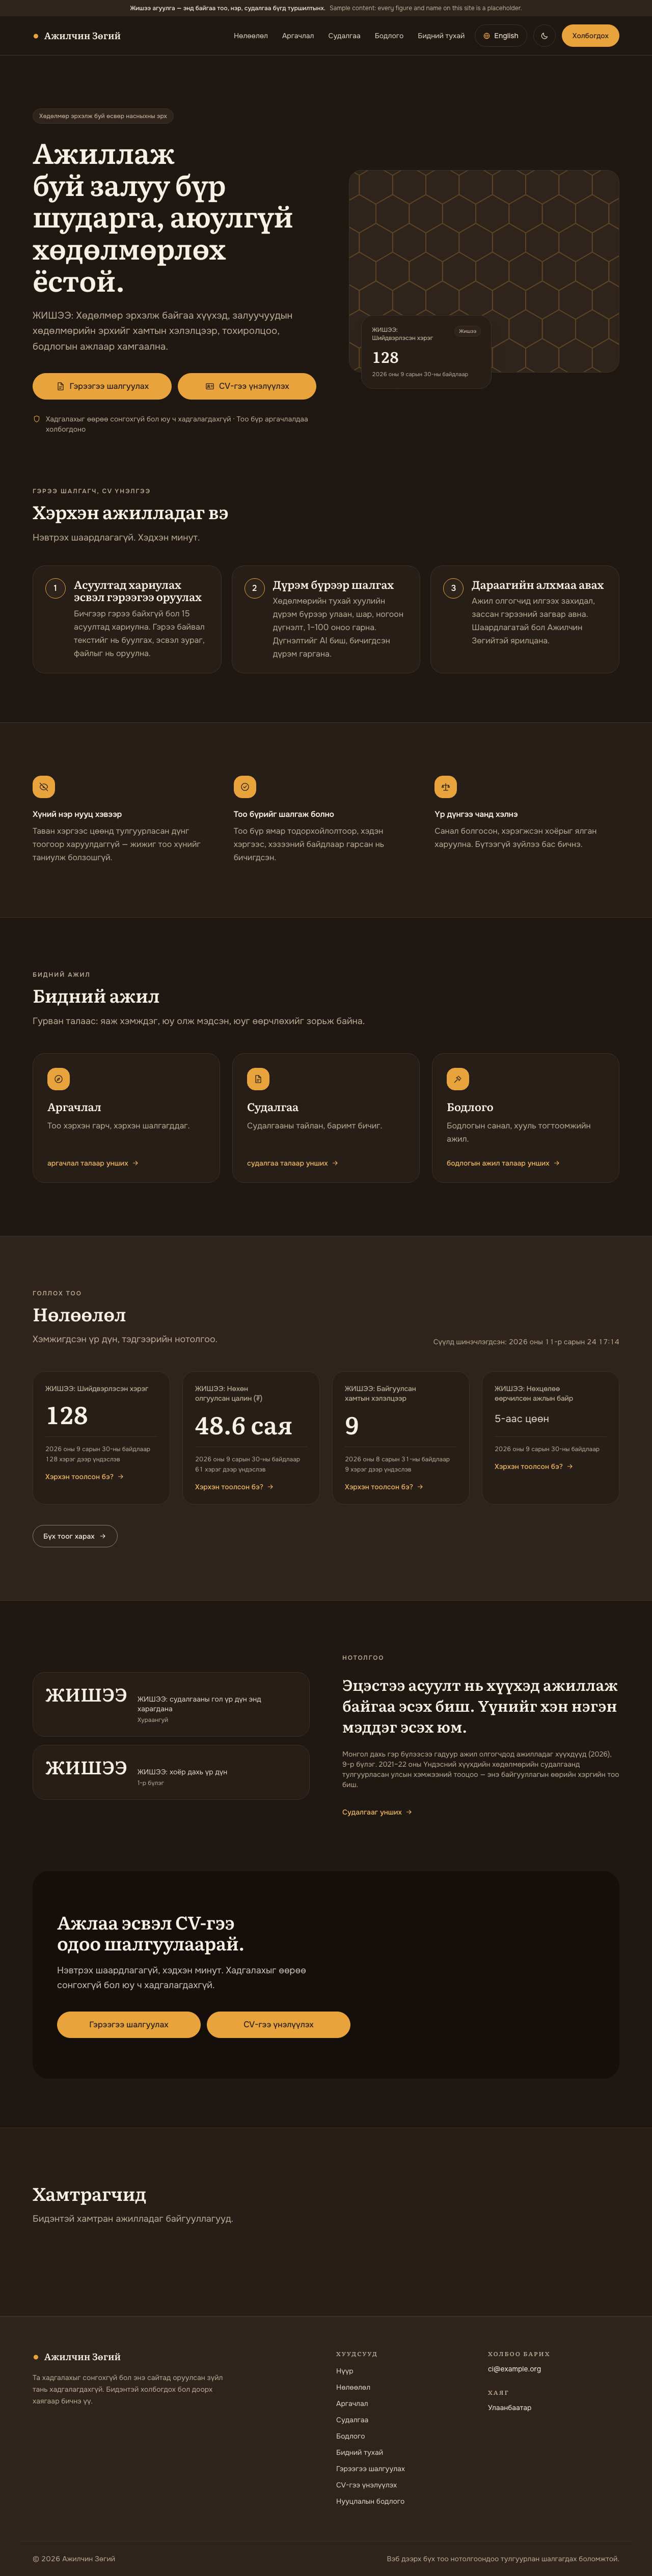 Жишээ агуулга — энд байгаа тоо, нэр, судалгаа бүгд туршилтынх. Sample content: every figure and name on this site is a placeholder.
Ажилчин Зөгий
Нөлөөлөл Аргачлал Судалгаа Бодлого Бидний тухай English Холбогдох
Хөдөлмөр эрхэлж буй өсвөр насныхны эрх
Ажиллаж
буй залуу бүр
шударга, аюулгүй
хөдөлмөрлөх
ёстой.
ЖИШЭЭ: Хөдөлмөр эрхэлж байгаа хүүхэд, залуучуудын
хөдөлмөрийн эрхийг хамтын хэлэлцээр, тохиролцоо,
бодлогын ажлаар хамгаална.
Гэрээгээ шалгуулах
CV-гээ үнэлүүлэх
Хадгалахыг өөрөө сонгохгүй бол юу ч хадгалагдахгүй · Тоо бүр аргачлалдаа
холбогдоно
ЖИШЭЭ:
Шийдвэрлэсэн хэрэг
Жишээ
128
2026 оны 9 сарын 30-ны байдлаар
ГЭРЭЭ ШАЛГАГЧ, CV ҮНЭЛГЭЭ
Хэрхэн ажилладаг вэ
Нэвтрэх шаардлагагүй. Хэдхэн минут.
1
Асуултад хариулах
эсвэл гэрээгээ оруулах
Бичгээр гэрээ байхгүй бол 15
асуултад хариулна. Гэрээ байвал
текстийг нь буулгах, эсвэл зураг,
файлыг нь оруулна.
2
Дүрэм бүрээр шалгах
Хөдөлмөрийн тухай хуулийн
дүрэм бүрээр улаан, шар, ногоон
дүгнэлт, 1–100 оноо гарна.
Дүгнэлтийг AI биш, бичигдсэн
дүрэм гаргана.
3
Дараагийн алхмаа авах
Ажил олгогчид илгээх захидал,
зассан гэрээний загвар авна.
Шаардлагатай бол Ажилчин
Зөгийтэй ярилцана.
Хүний нэр нууц хэвээр
Таван хэргээс цөөнд тулгуурласан дүнг
тоогоор харуулдаггүй — жижиг тоо хүнийг
таниулж болзошгүй.
Тоо бүрийг шалгаж болно
Тоо бүр ямар тодорхойлолтоор, хэдэн
хэргээс, хэзээний байдлаар гарсан нь
бичигдсэн.
Үр дүнгээ чанд хэлнэ
Санал болгосон, хэрэгжсэн хоёрыг ялган
харуулна. Бүтээгүй зүйлээ бас бичнэ.
БИДНИЙ АЖИЛ
Бидний ажил
Гурван талаас: яаж хэмждэг, юу олж мэдсэн, юуг өөрчлөхийг зорьж байна.
Аргачлал
Тоо хэрхэн гарч, хэрхэн шалгагддаг.
аргачлал талаар унших →
Судалгаа
Судалгааны тайлан, баримт бичиг.
судалгаа талаар унших →
Бодлого
Бодлогын санал, хууль тогтоомжийн
ажил.
бодлогын ажил талаар унших →
ГОЛЛОХ ТОО
Нөлөөлөл
Хэмжигдсэн үр дүн, тэдгээрийн нотолгоо.
Сүүлд шинэчлэгдсэн: 2026 оны 11-р сарын 24 17:14
ЖИШЭЭ: Шийдвэрлэсэн хэрэг
128
2026 оны 9 сарын 30-ны байдлаар
128 хэрэг дээр үндэслэв
Хэрхэн тоолсон бэ? →
ЖИШЭЭ: Нөхөн
олгуулсан цалин (₮)
48.6 сая
2026 оны 9 сарын 30-ны байдлаар
61 хэрэг дээр үндэслэв
Хэрхэн тоолсон бэ? →
ЖИШЭЭ: Байгуулсан
хамтын хэлэлцээр
9
2026 оны 8 сарын 31-ны байдлаар
9 хэрэг дээр үндэслэв
Хэрхэн тоолсон бэ? →
ЖИШЭЭ: Нөхцөлөө
өөрчилсөн ажлын байр
5-аас цөөн
2026 оны 9 сарын 30-ны байдлаар
Хэрхэн тоолсон бэ? →
Бүх тоог харах →
ЖИШЭЭ
ЖИШЭЭ: судалгааны гол үр дүн энд
харагдана
Хураангуй
ЖИШЭЭ
ЖИШЭЭ: хоёр дахь үр дүн
1-р бүлэг
НОТОЛГОО
Эцэстээ асуулт нь хүүхэд ажиллаж
байгаа эсэх биш. Үүнийг хэн нэгэн
мэддэг эсэх юм.
Монгол дахь гэр бүлээсээ гадуур ажил олгогчдод ажилладаг хүүхдүүд (2026),
9-р бүлэг. 2021–22 оны Үндэсний хүүхдийн хөдөлмөрийн судалгаанд
тулгуурласан улсын хэмжээний тооцоо — энэ байгууллагын өөрийн хэргийн тоо
биш.
Судалгааг унших →
Ажлаа эсвэл CV-гээ
одоо шалгуулаарай.
Нэвтрэх шаардлагагүй, хэдхэн минут. Хадгалахыг өөрөө
сонгохгүй бол юу ч хадгалагдахгүй.
Гэрээгээ шалгуулах
CV-гээ үнэлүүлэх
Хамтрагчид
Бидэнтэй хамтран ажилладаг байгууллагууд.
Ажилчин Зөгий
Та хадгалахыг сонгохгүй бол энэ сайтад оруулсан зүйл
тань хадгалагдахгүй. Бидэнтэй холбогдох бол доорх
хаягаар бичнэ үү.
ХУУДСУУД
Нүүр
Нөлөөлөл
Аргачлал
Судалгаа
Бодлого
Бидний тухай
Гэрээгээ шалгуулах
CV-гээ үнэлүүлэх
Нууцлалын бодлого
ХОЛБОО БАРИХ
ci@example.org
ХАЯГ
Улаанбаатар
© 2026 Ажилчин Зөгий
Вэб дээрх бүх тоо нотолгоондоо тулгуурлан шалгагдах боломжтой.